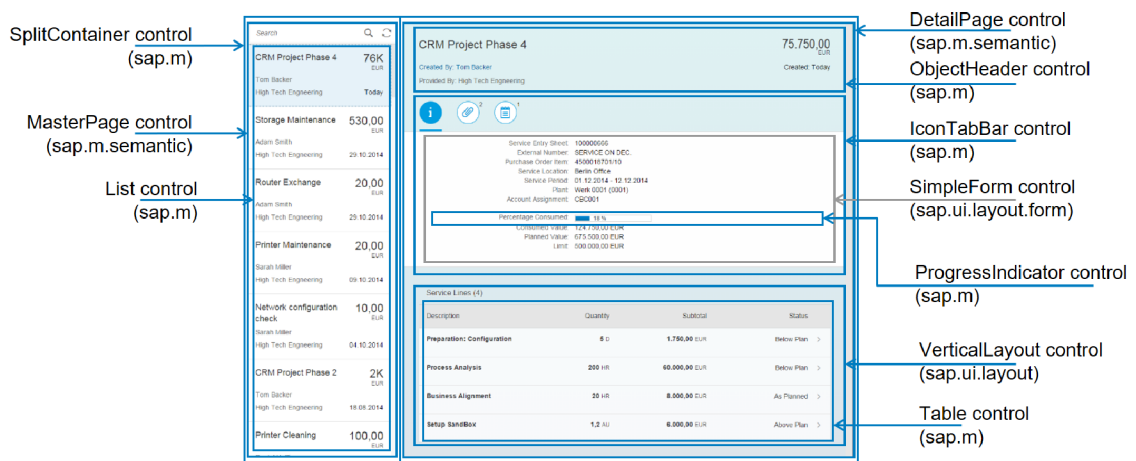 SplitContainer control
(sap.m)
MasterPage control
(sap.m.semantic)
List control
(sap.m)
Search
CRM Project Phase 4 76K
EUR
Tom Backer
High Tech Engineering Today
Storage Maintenance 530,00
EUR
Adam Smith
High Tech Engineering 29.10.2014
Router Exchange 20,00
EUR
Adam Smith
High Tech Engineering 29.10.2014
Printer Maintenance 20,00
EUR
Sarah Miller
High Tech Engineering 09.10.2014
Network configuration 10,00
check EUR
Sarah Miller
High Tech Engineering 04.10.2014
CRM Project Phase 2 2K
EUR
Tom Backer
High Tech Engineering 18.08.2014
Printer Cleaning 100,00
EUR
CRM Project Phase 4 75.750,00
EUR
Created By: Tom Backer Created: Today
Provided By: High Tech Engineering
i 2 1
Service Entry Sheet: 100000666
External Number: SERVICE ON DEC.
Purchase Order Item: 4500018701/10
Service Location: Berlin Office
Service Period: 01.12.2014 - 12.12.2014
Plant: Werk 0001 (0001)
Account Assignment: CBC001
Percentage Consumed: 18 %
Consumed Value: 124.750,00 EUR
Planned Value: 675.500,00 EUR
Limit: 500.000,00 EUR
Service Lines (4)
Description Quantity Subtotal Status
Preparation: Configuration 5 D 1.750,00 EUR Below Plan
Process Analysis 200 HR 60.000,00 EUR Below Plan
Business Alignment 20 HR 8.000,00 EUR As Planned
Setup SandBox 1,2 AU 6.000,00 EUR Above Plan
DetailPage control
(sap.m.semantic)
ObjectHeader control
(sap.m)
IconTabBar control
(sap.m)
SimpleForm control
(sap.ui.layout.form)
ProgressIndicator control
(sap.m)
VerticalLayout control
(sap.ui.layout)
Table control
(sap.m)